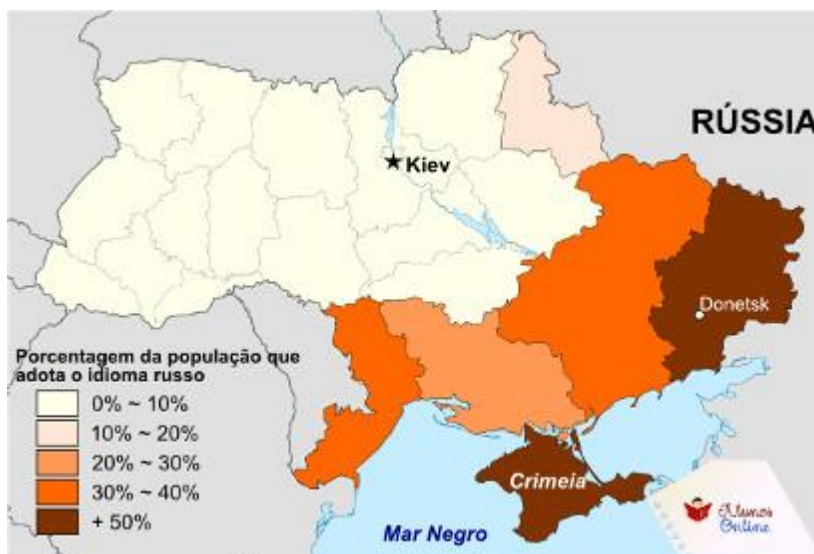 RÚSSIA
Kiev
Donetsk
Porcentagem da população que
adota o idioma russo
0% ~ 10%
10% ~ 20%
20% ~ 30%
30% ~ 40%
+ 50%
Crimeia
Mar Negro
Alunos
Online